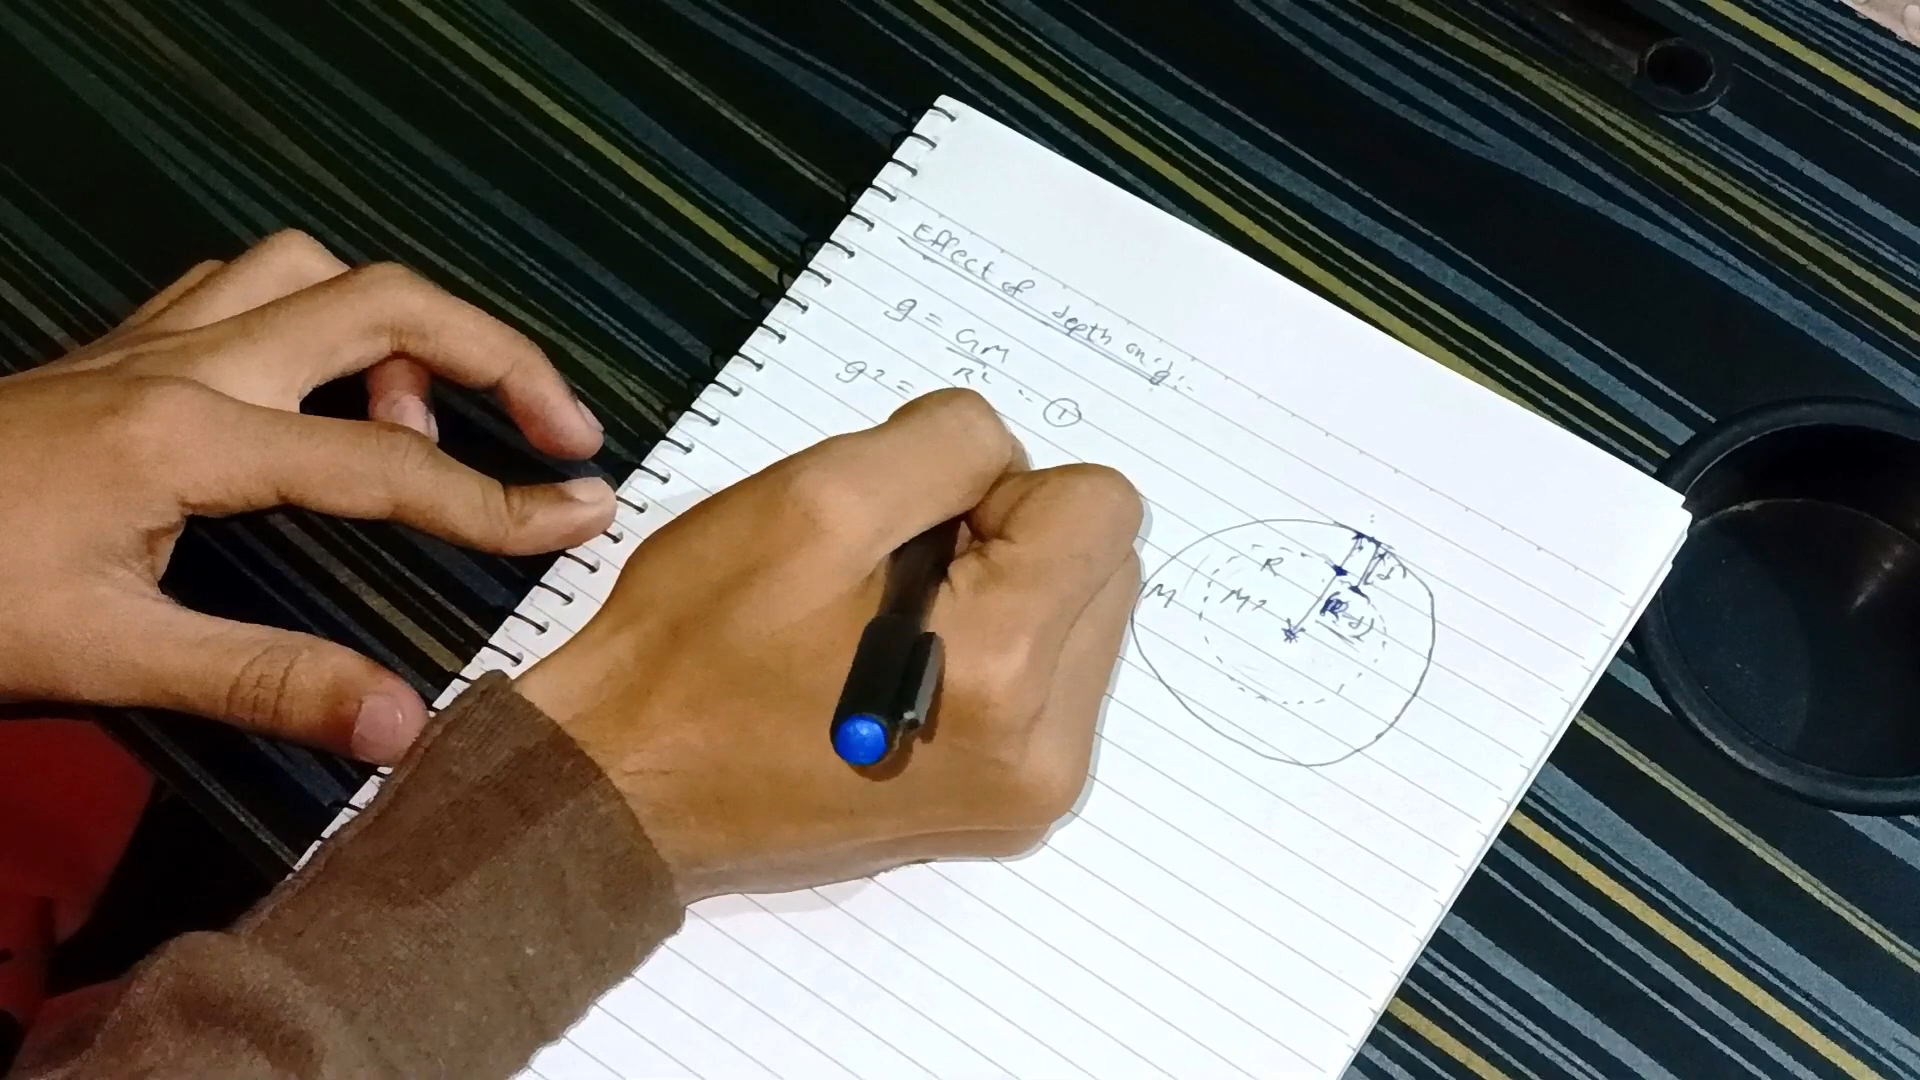 Effect of depth on 'g':-
g = GM
R² -- ①
g? =
R
d
M
M?
(R-d)